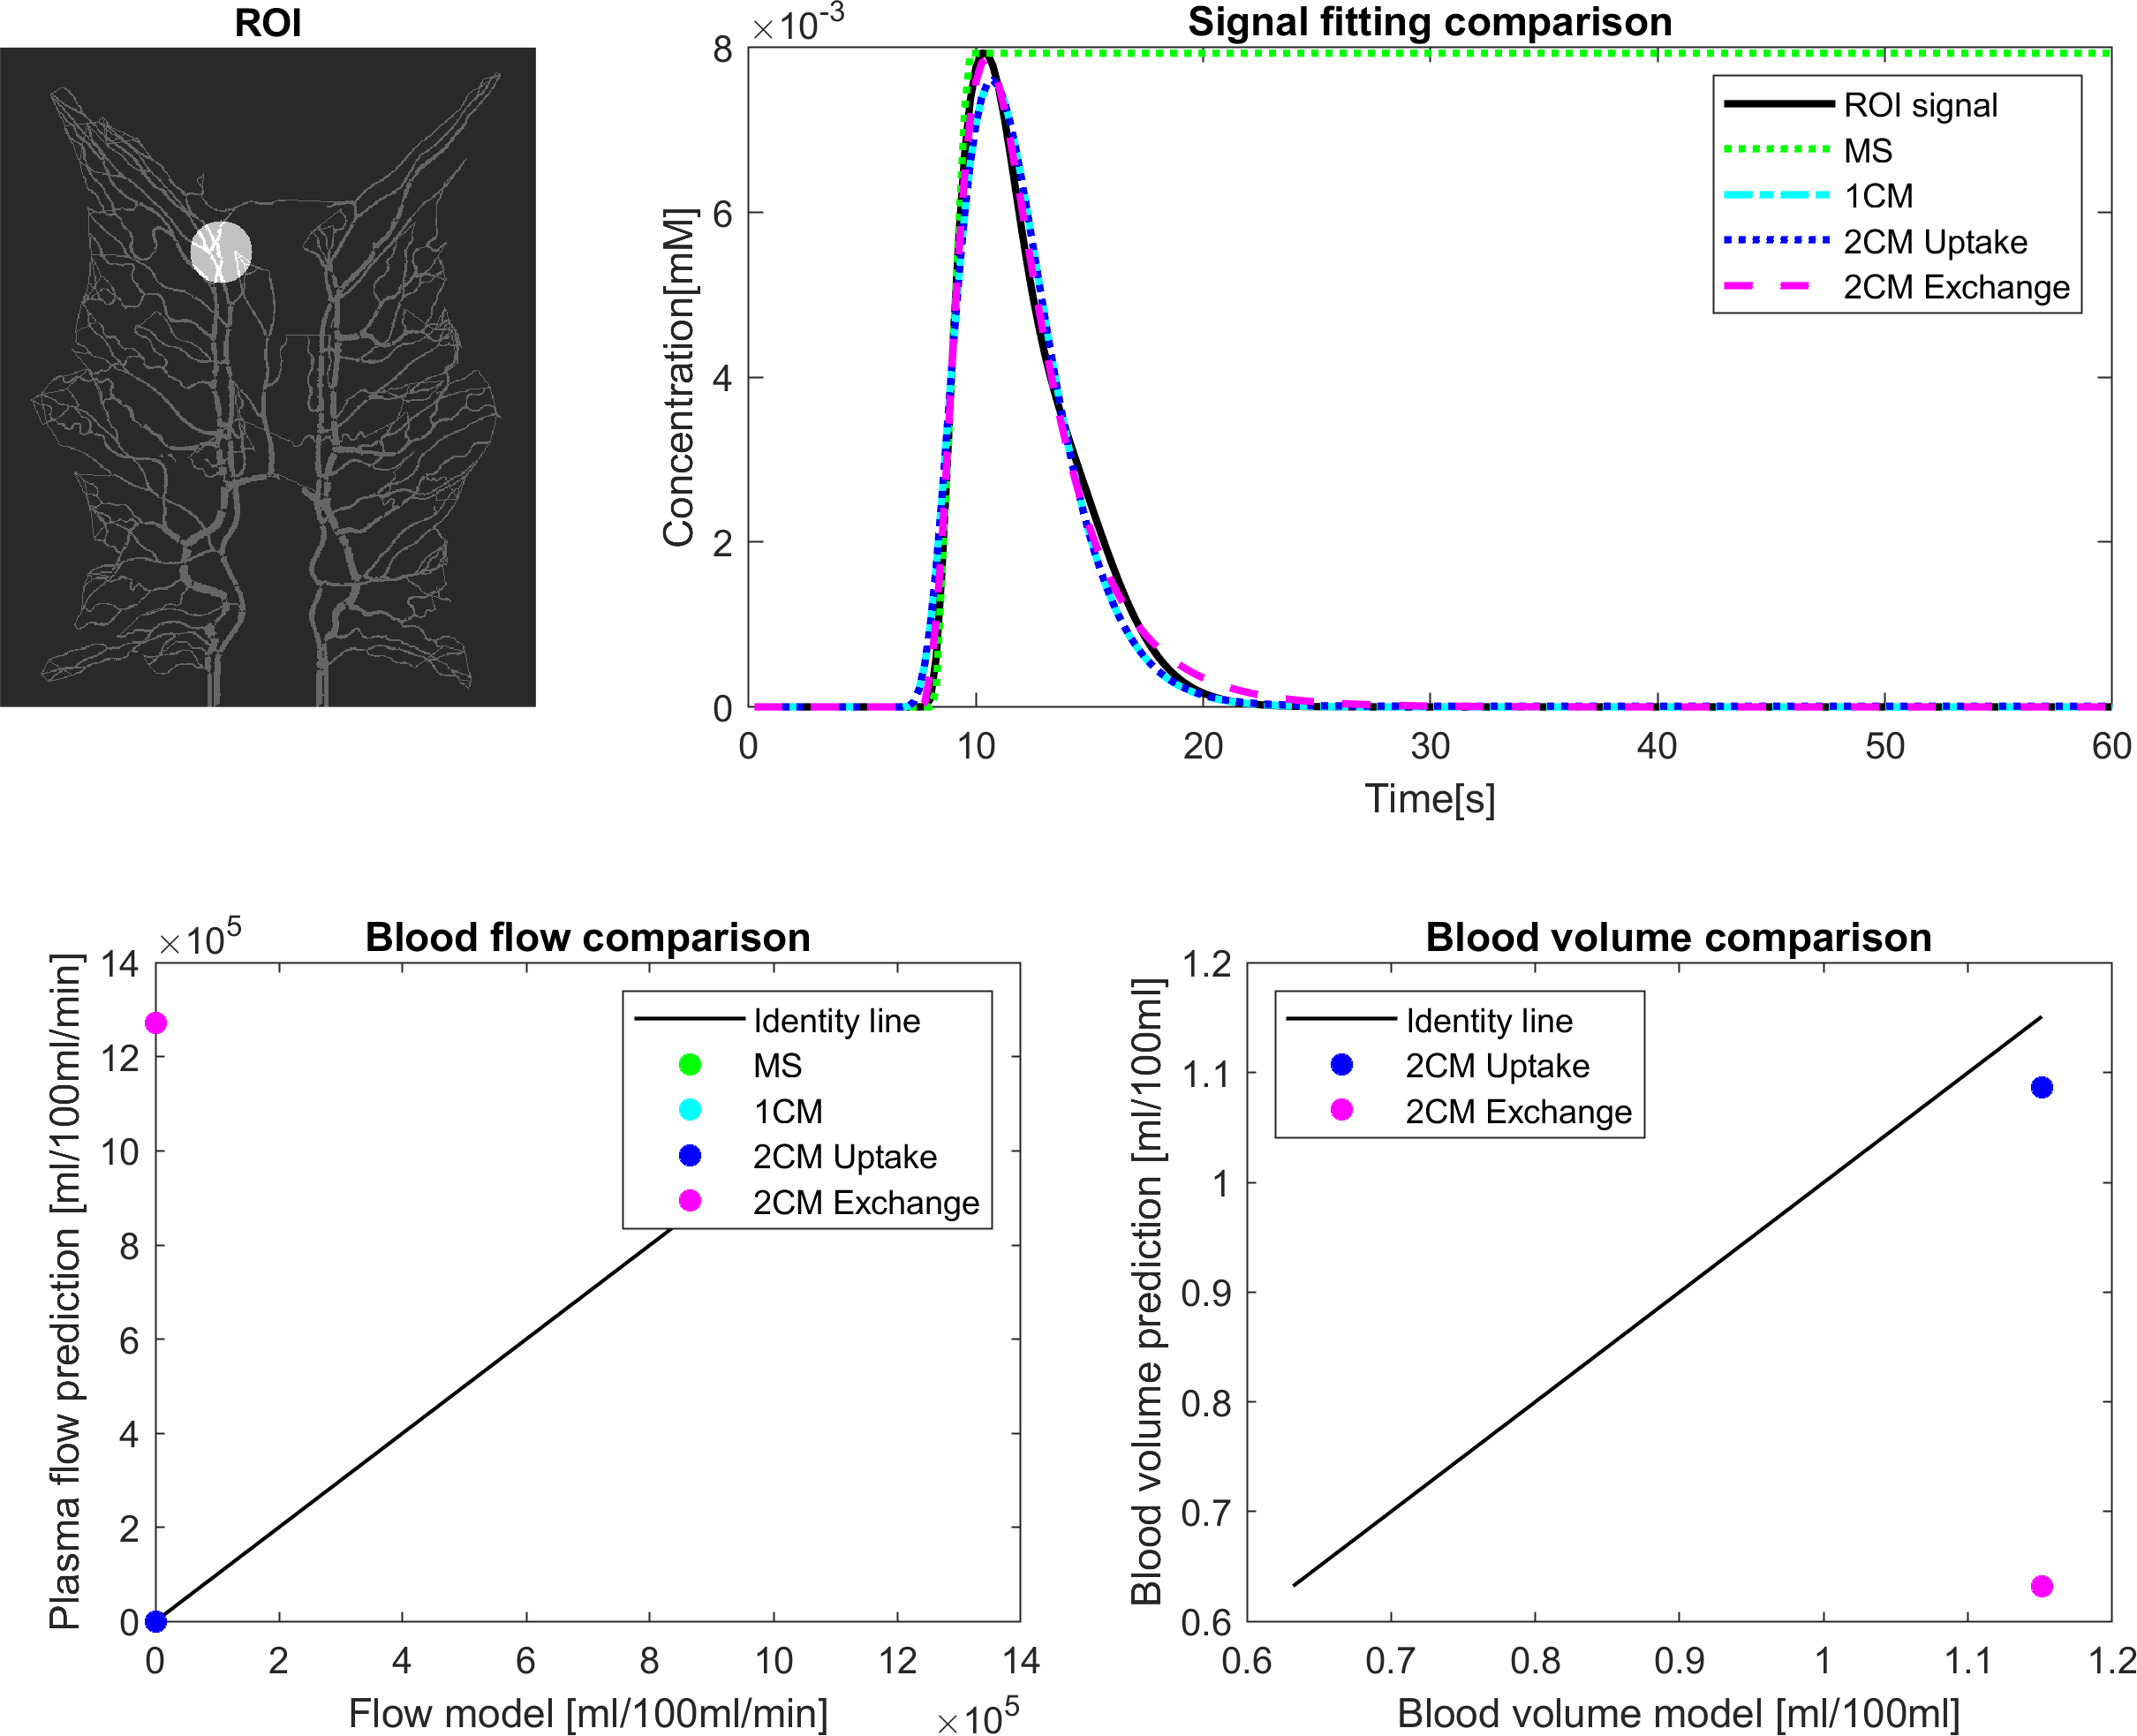 ROI
Signal fitting comparison
×10^-3
8
6
4
2
0
Concentration[mM]
0 10 20 30 40 50 60
Time[s]
ROI signal
MS
1CM
2CM Uptake
2CM Exchange
Blood flow comparison
×10^5
14
12
10
8
6
4
2
0
Plasma flow prediction [ml/100ml/min]
0 2 4 6 8 10 12 14
Flow model [ml/100ml/min]
×10^5
Identity line
MS
1CM
2CM Uptake
2CM Exchange
Blood volume comparison
1.2
1.1
1
0.9
0.8
0.7
0.6
Blood volume prediction [ml/100ml]
0.6 0.7 0.8 0.9 1 1.1 1.2
Blood volume model [ml/100ml]
Identity line
2CM Uptake
2CM Exchange